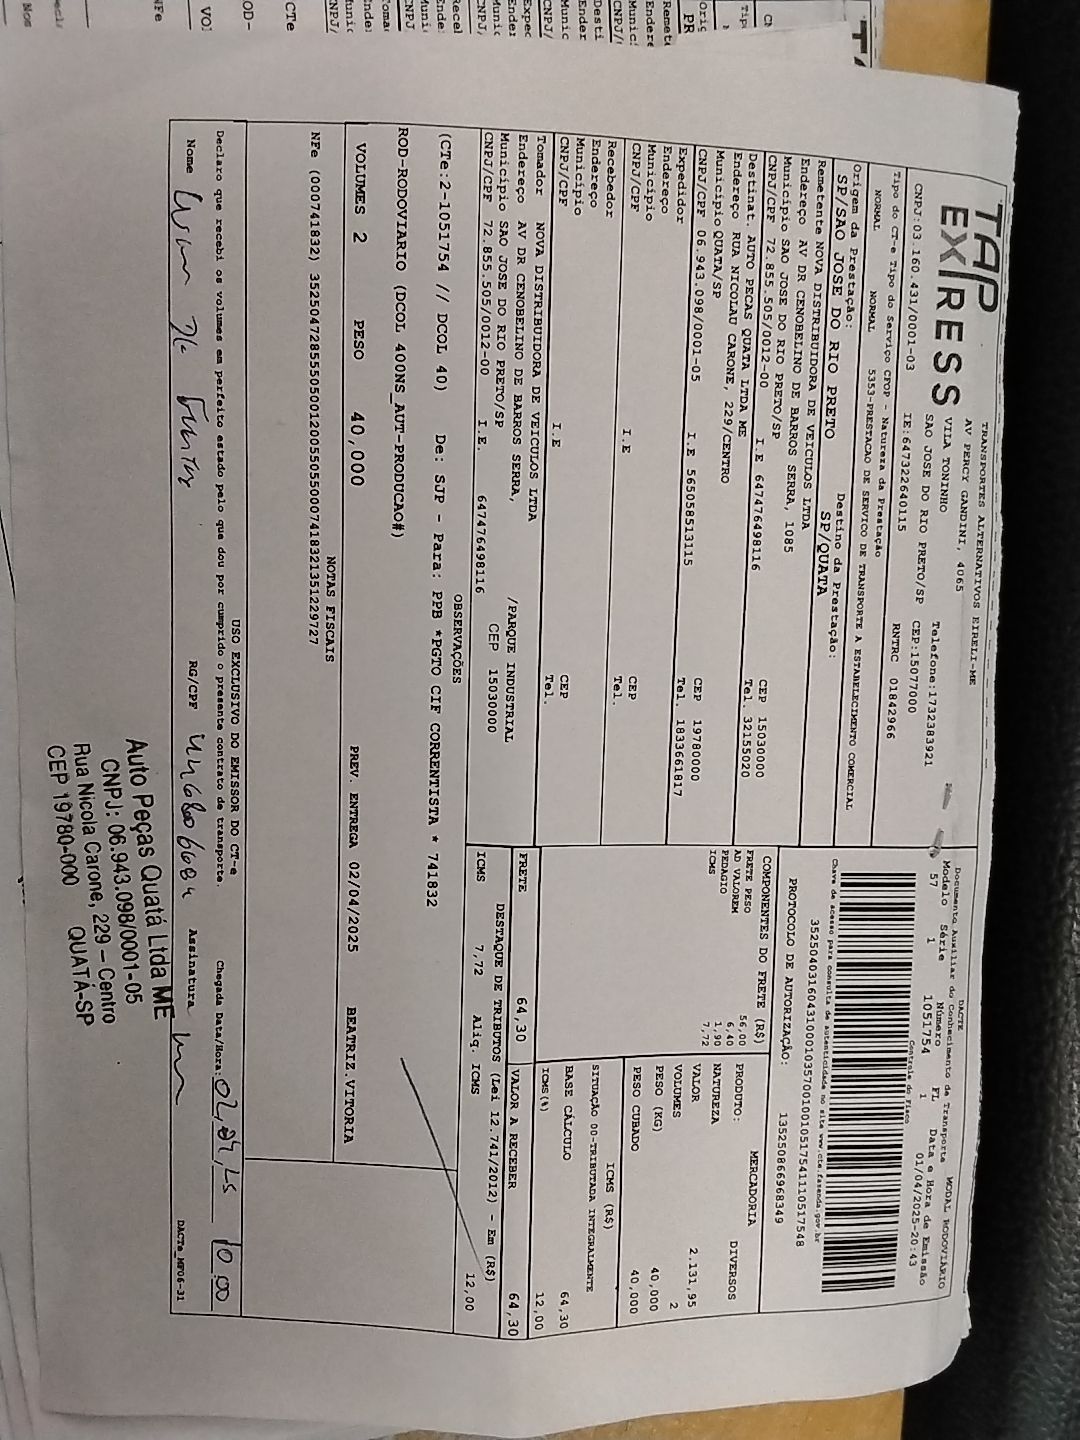 TAP
EXPRESS
TRANSPORTES ALTERNATIVOS EIRELI-ME
AV PERCY GANDINI, 4065
VILA TONINHO Telefone:1732383921
SAO JOSE DO RIO PRETO/SP CEP:15077000
CNPJ:03.160.431/0001-03 IE:647322640115 RNTRC 01842966
DACTE MODAL RODOVIÁRIO
Documento Auxiliar do Conhecimento de Transporte
Modelo Série Número FL Data e Hora de Emissão
57 1 1051754 1 01/04/2025-20:43
Controle do Fisco
Tipo do CT-e Tipo do Serviço CFOP - Natureza da Prestação
NORMAL NORMAL 5353-PRESTACAO DE SERVICO DE TRANSPORTE A ESTABELECIMENTO COMERCIAL
Chave de acesso para consulta de autenticidade no site www.cte.fazenda.gov.br
Origem da Prestação: Destino da Prestação:
SP/SAO JOSE DO RIO PRETO SP/QUATA
PROTOCOLO DE AUTORIZAÇÃO: 135250866968349
Remetente NOVA DISTRIBUIDORA DE VEICULOS LTDA
Endereço AV DR CENOBELINO DE BARROS SERRA, 1085
Município SAO JOSE DO RIO PRETO/SP CEP 15030000
CNPJ/CPF 72.855.505/0012-00 I.E 647476498116 Tel. 32155020
Destinat. AUTO PECAS QUATA LTDA ME
Endereço RUA NICOLAU CARONE, 229/CENTRO
Município QUATA/SP CEP 19780000
CNPJ/CPF 06.943.098/0001-05 I.E 565058513115 Tel. 1833661817
Expedidor
Endereço
Município CEP
CNPJ/CPF I.E Tel.
Recebedor
Endereço
Município CEP
CNPJ/CPF I.E Tel.
COMPONENTES DO FRETE (R$)
FRETE PESO 56,00
AD VALOREM 6,40
PEDAGIO 1,90
ICMS 7,72
PRODUTO: MERCADORIA
NATUREZA DIVERSOS
VALOR 2.131,95
VOLUMES 2
PESO (KG) 40,000
PESO CUBADO 40,000
ICMS (R$)
SITUAÇÃO 00-TRIBUTADA INTEGRALMENTE
BASE CÁLCULO 64,30
ICMS(%) 12,00
Tomador NOVA DISTRIBUIDORA DE VEICULOS LTDA
Endereço AV DR CENOBELINO DE BARROS SERRA, /PARQUE INDUSTRIAL
Município SAO JOSE DO RIO PRETO/SP CEP 15030000
CNPJ/CPF 72.855.505/0012-00 I.E. 647476498116
FRETE 64,30 VALOR A RECEBER 64,30
DESTAQUE DE TRIBUTOS (Lei 12.741/2012) - Em (R$)
ICMS 7,72 Aliq. ICMS 12,00
OBSERVAÇÕES
(CTe:2-1051754 // DCOL 40) De: SJP - Para: PPB *PGTO CIF CORRENTISTA * 741832
ROD-RODOVIARIO (DCOL 400NS_AUT-PRODUCAO#)
VOLUMES 2 PESO 40,000 PREV. ENTREGA 02/04/2025 BEATRIZ.VITORIA
NOTAS FISCAIS
NFe (000741832)
USO EXCLUSIVO DO EMISSOR DO CT-e
Declaro que recebi os volumes em perfeito estado pelo que dou por cumprido o presente contrato de transporte. Chegada Data/Hora: 02/04/25 10:00
Nome RG/CPF Assinatura
DACTe_MP06-31
Auto Peças Quatá Ltda ME
CNPJ: 06.943.098/0001-05
Rua Nicola Carone, 229 – Centro
CEP 19780-000 QUATÁ-SP